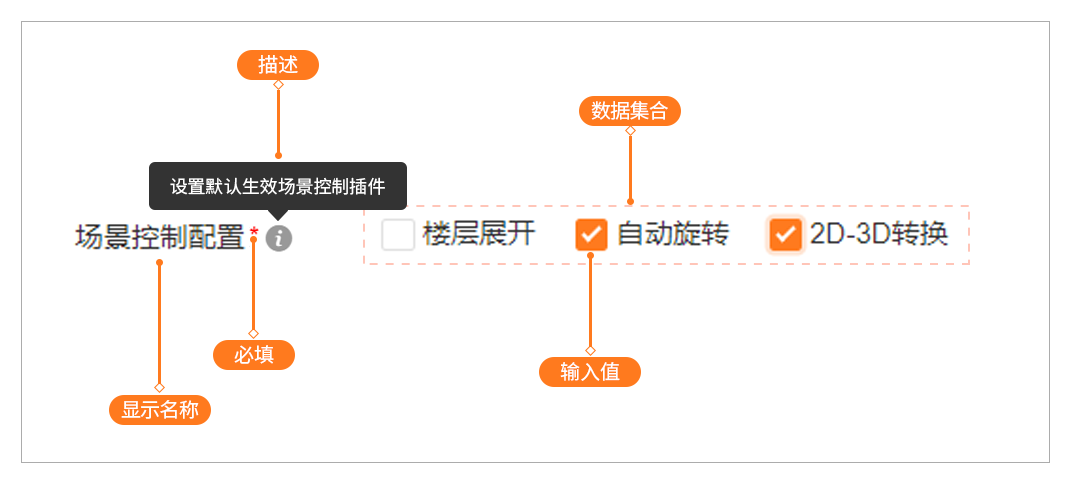 描述
数据集合
设置默认生效场景控制插件
场景控制配置 * 楼层展开 自动旋转 2D-3D转换
必填
输入值
显示名称